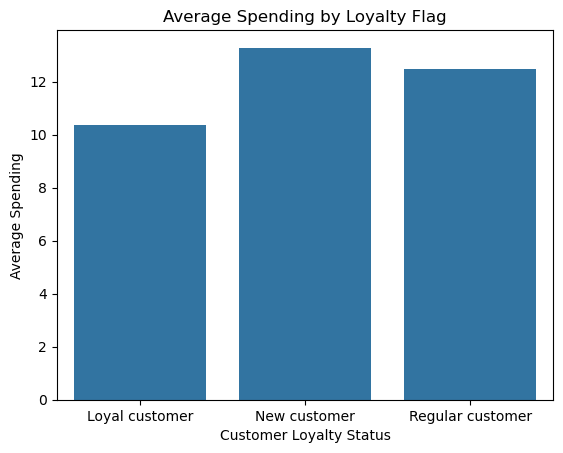 Average Spending by Loyalty Flag
Average Spending
12
10
8
6
4
2
0
Loyal customer
New customer
Regular customer
Customer Loyalty Status